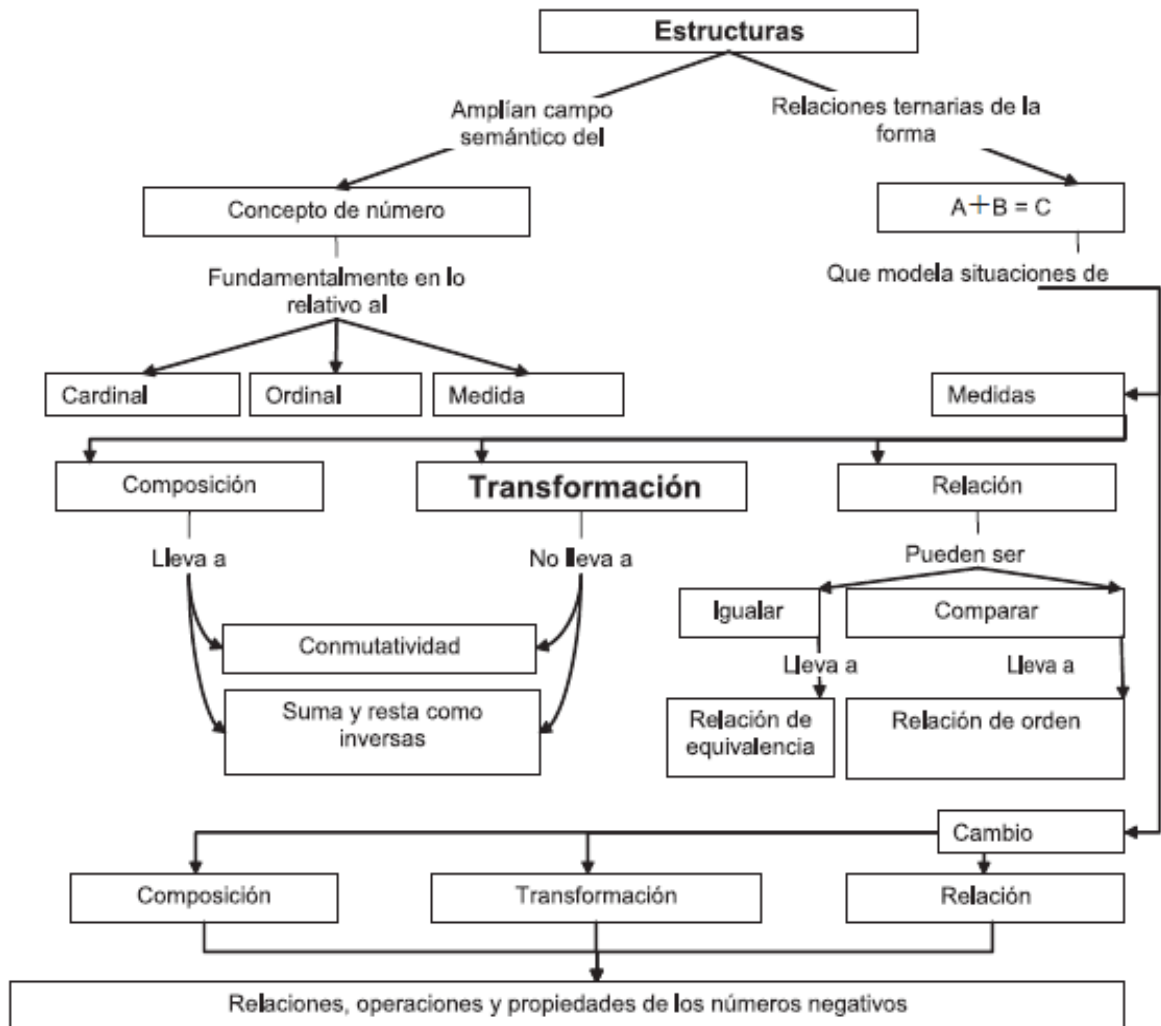 Estructuras
Amplían campo
semántico del
Relaciones ternarias de la
forma
Concepto de número
A+B = C
Fundamentalmente en lo
relativo al
Que modela situaciones de
Cardinal
Ordinal
Medida
Medidas
Composición
Transformación
Relación
Lleva a
No lleva a
Pueden ser
Igualar
Comparar
Conmutatividad
Lleva a
Lleva a
Suma y resta como
inversas
Relación de
equivalencia
Relación de orden
Cambio
Composición
Transformación
Relación
Relaciones, operaciones y propiedades de los números negativos